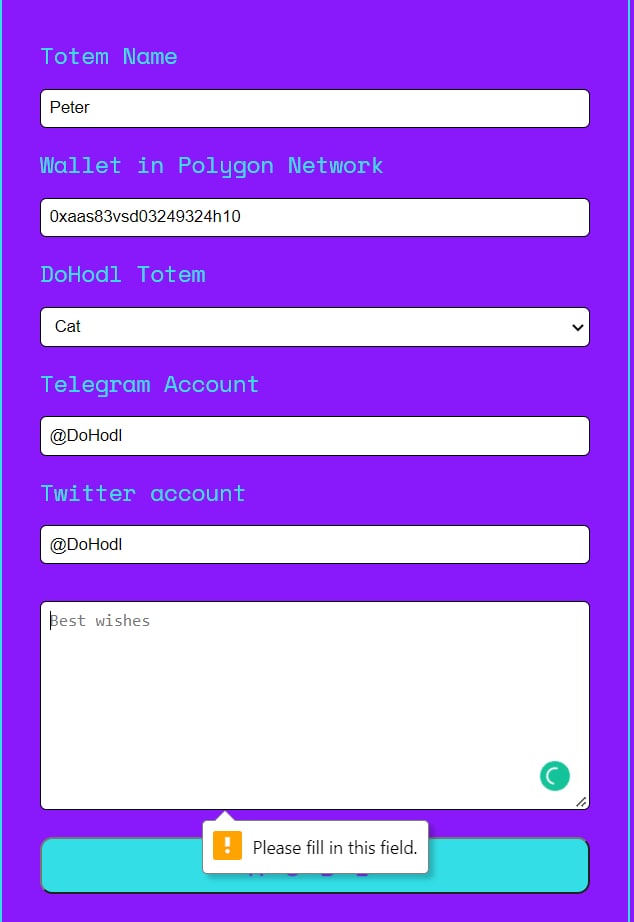 Totem Name
Peter
Wallet in Polygon Network
0xaas83vsd03249324h10
DoHodl Totem
Cat
Telegram Account
@DoHodl
Twitter account
@DoHodl
Best wishes
Please fill in this field.